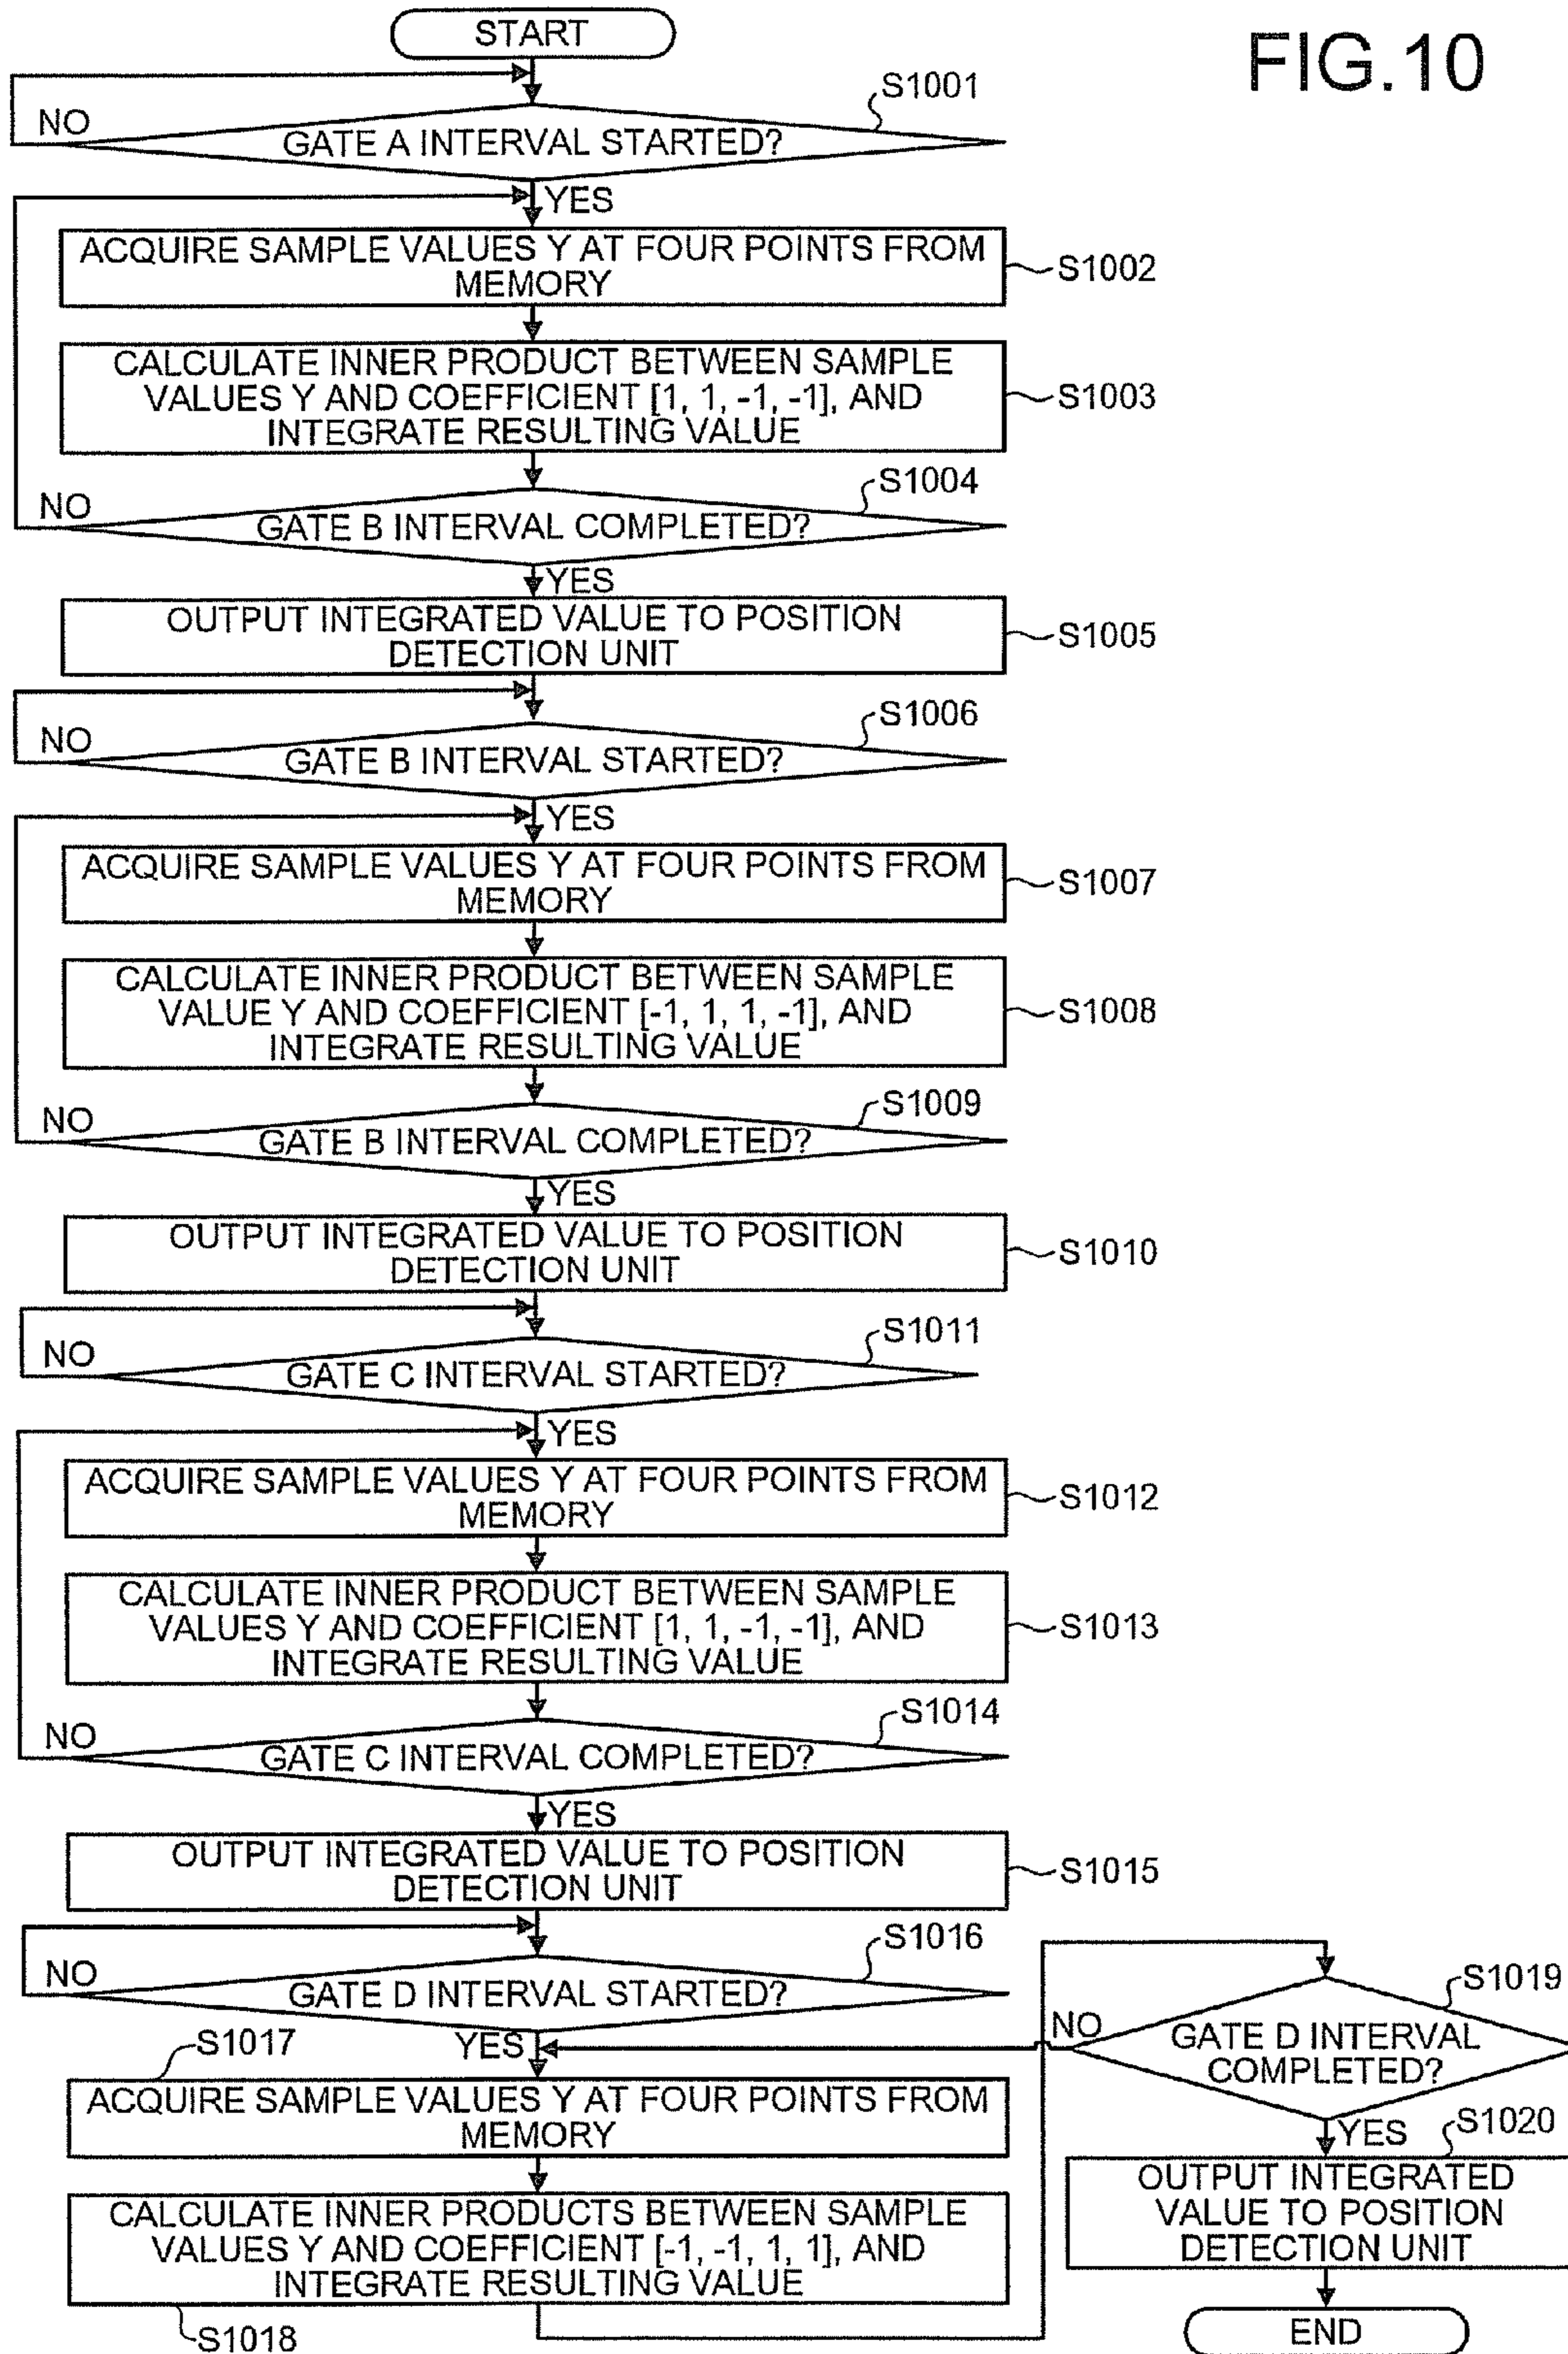 FIG.10
START
S1001
NO
GATE A INTERVAL STARTED?
YES
ACQUIRE SAMPLE VALUES Y AT FOUR POINTS FROM
MEMORY
S1002
CALCULATE INNER PRODUCT BETWEEN SAMPLE
VALUES Y AND COEFFICIENT [1, 1, -1, -1], AND
INTEGRATE RESULTING VALUE
S1003
S1004
NO
GATE B INTERVAL COMPLETED?
YES
OUTPUT INTEGRATED VALUE TO POSITION
DETECTION UNIT
S1005
S1006
NO
GATE B INTERVAL STARTED?
YES
ACQUIRE SAMPLE VALUES Y AT FOUR POINTS FROM
MEMORY
S1007
CALCULATE INNER PRODUCT BETWEEN SAMPLE
VALUE Y AND COEFFICIENT [-1, 1, 1, -1], AND
INTEGRATE RESULTING VALUE
S1008
S1009
NO
GATE B INTERVAL COMPLETED?
YES
OUTPUT INTEGRATED VALUE TO POSITION
DETECTION UNIT
S1010
S1011
NO
GATE C INTERVAL STARTED?
YES
ACQUIRE SAMPLE VALUES Y AT FOUR POINTS FROM
MEMORY
S1012
CALCULATE INNER PRODUCT BETWEEN SAMPLE
VALUES Y AND COEFFICIENT [1, 1, -1, -1], AND
INTEGRATE RESULTING VALUE
S1013
S1014
NO
GATE C INTERVAL COMPLETED?
YES
OUTPUT INTEGRATED VALUE TO POSITION
DETECTION UNIT
S1015
S1016
NO
GATE D INTERVAL STARTED?
YES
S1017
ACQUIRE SAMPLE VALUES Y AT FOUR POINTS FROM
MEMORY
CALCULATE INNER PRODUCTS BETWEEN SAMPLE
VALUES Y AND COEFFICIENT [-1, -1, 1, 1], AND
INTEGRATE RESULTING VALUE
S1018
S1019
NO
GATE D INTERVAL
COMPLETED?
YES
S1020
OUTPUT INTEGRATED
VALUE TO POSITION
DETECTION UNIT
END